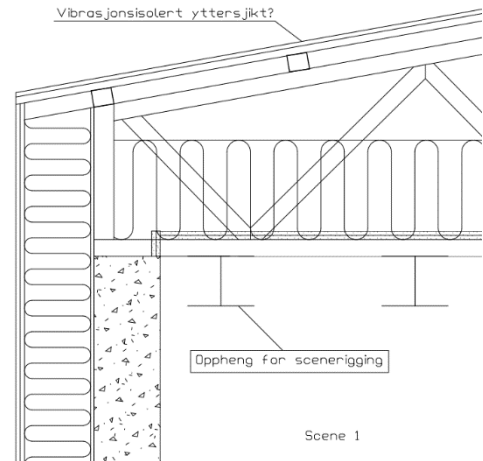 Vibrasjonsisolert yttersjikt?
Oppheng for scenerigging
Scene 1